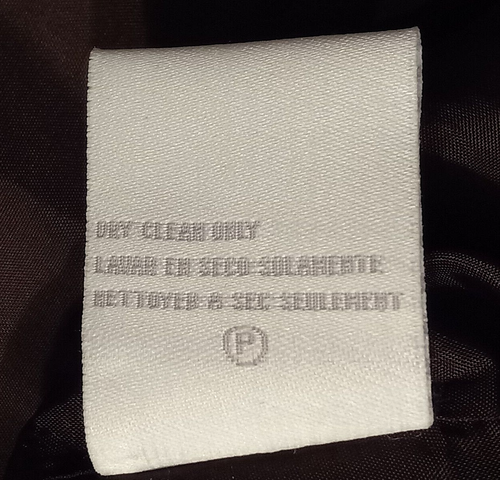 DRY CLEAN ONLY
LAVAR EN SECO SOLAMENTE
NETTOYER A SEC SEULEMENT
P